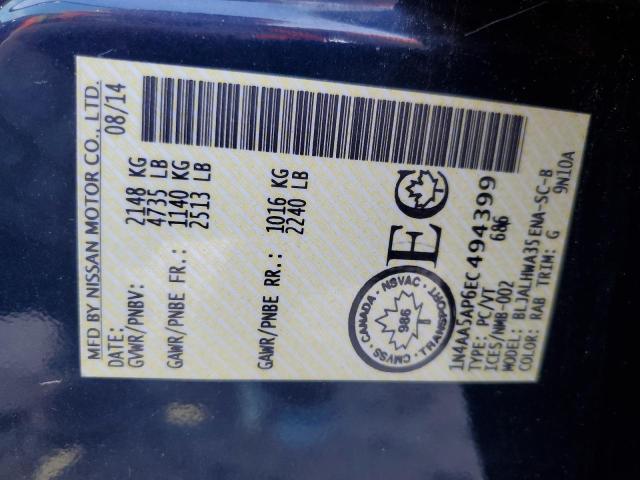 MFD BY NISSAN MOTOR CO., LTD.
DATE: 08/14
GVWR/PNBV: 2148 KG
4735 LB
GAWR/PNBE FR.: 1140 KG
2513 LB
GAWR/PNBE RR.: 1016 KG
2240 LB
EC
CANADA · NSVAC · TRANSPORT · CMVSS
986
1N4AA5AP6EC494399
TYPE: PC/VT 686
ICES/NMB-002
MODEL: BLJALHWA35ENA-SC-B
COLOR: RAB TRIM: G 9N10A